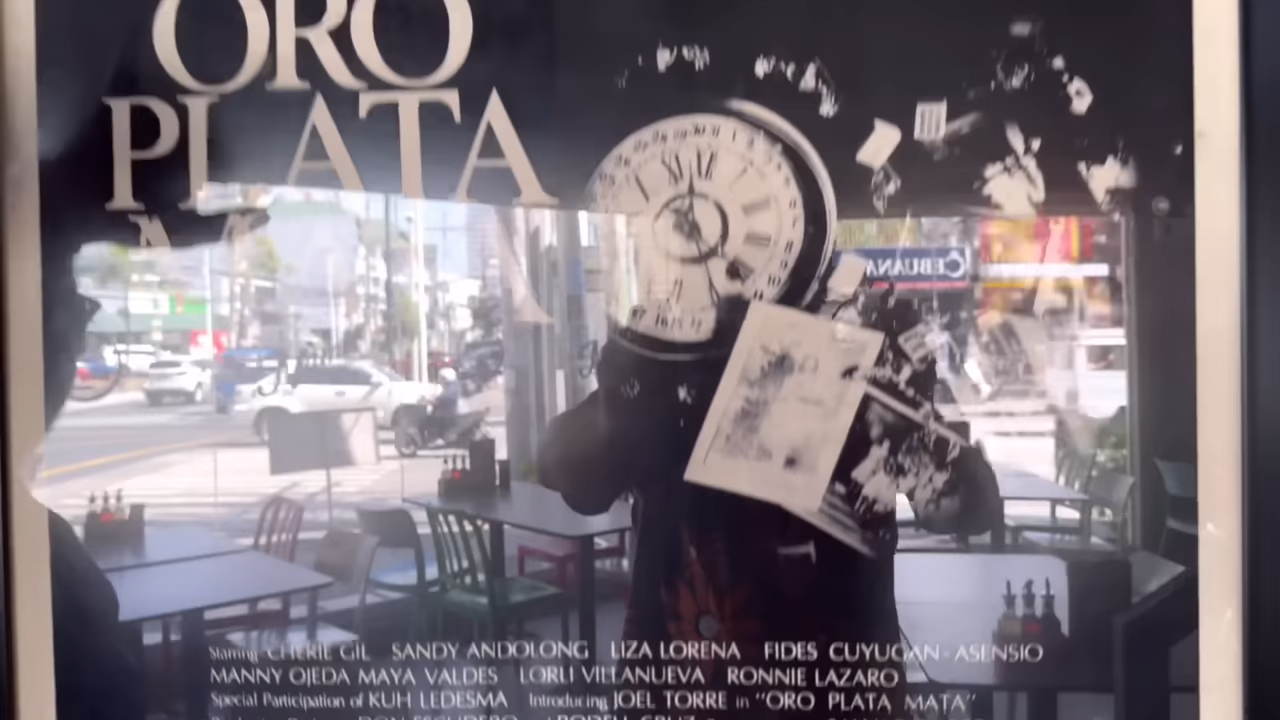 ORO
PLATA
M
CEBUANA
Starring CHERIE GIL SANDY ANDOLONG LIZA LORENA FIDES CUYUGAN-ASENSIO
MANNY OJEDA MAYA VALDES LORLI VILLANUEVA RONNIE LAZARO
Special Participation of KUH LEDESMA Introducing JOEL TORRE in "ORO PLATA MATA"